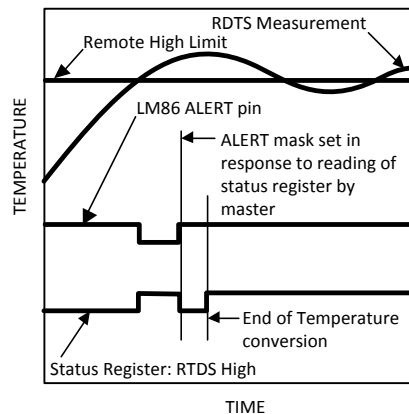 RDTS Measurement
Remote High Limit
LM86 ALERT pin
ALERT mask set in
response to reading of
status register by
master
TEMPERATURE
End of Temperature
conversion
Status Register: RTDS High
TIME